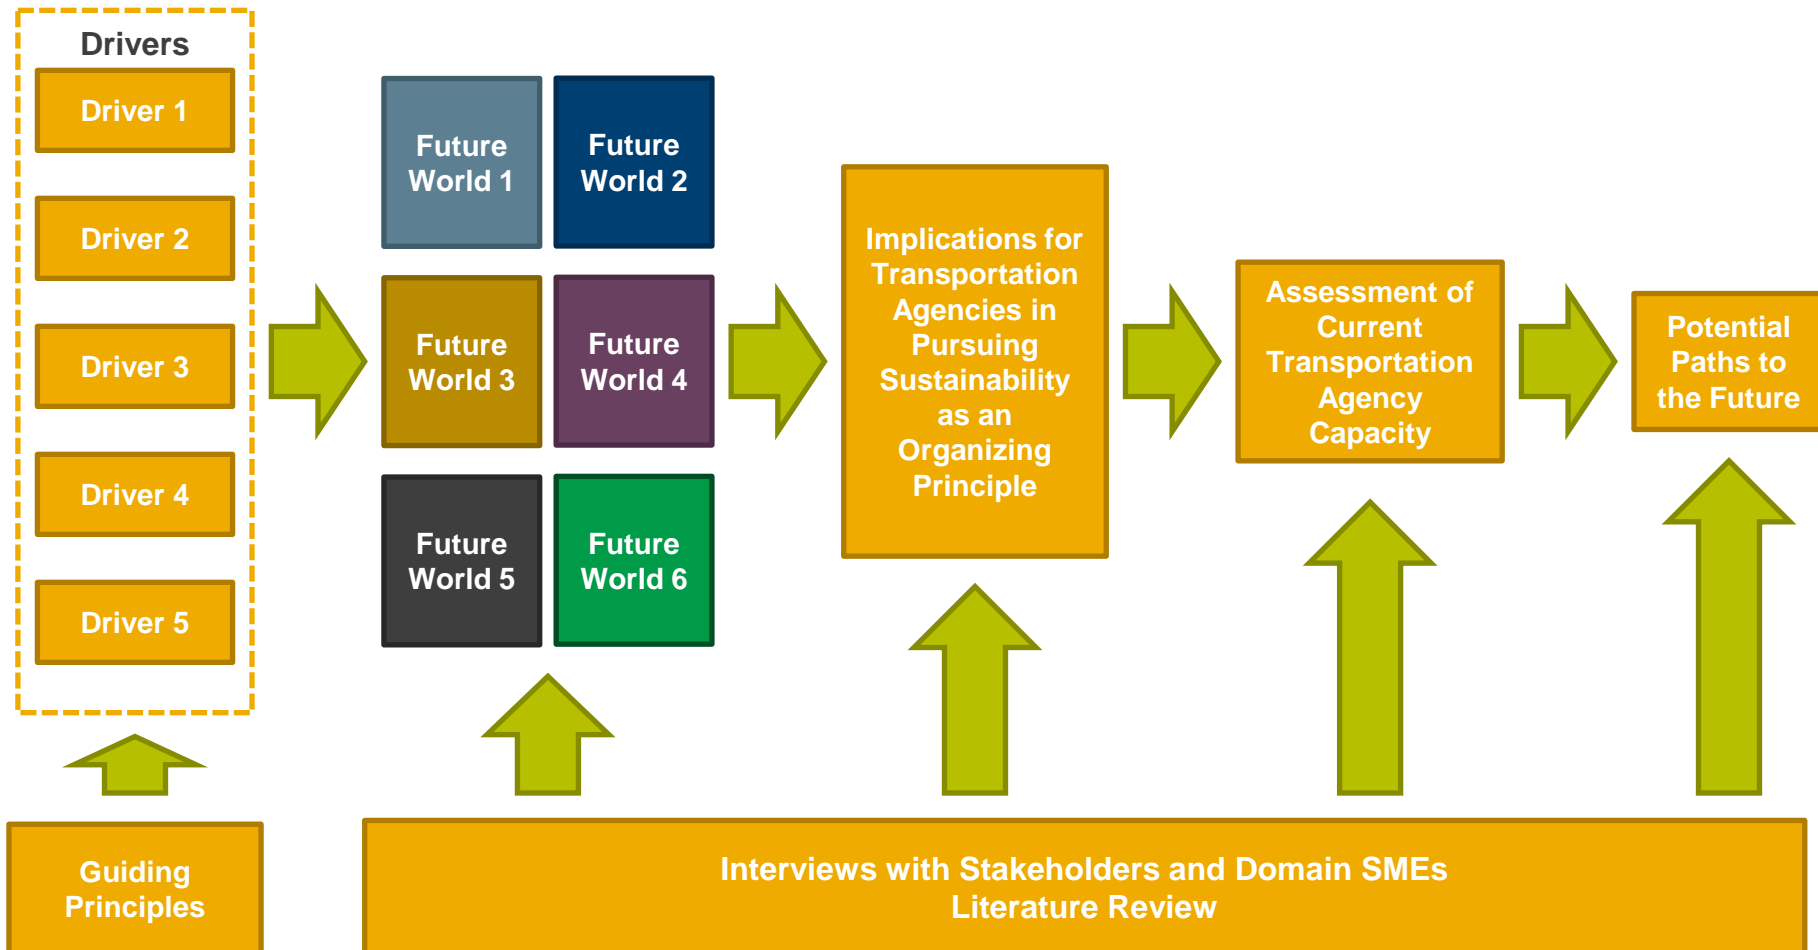 Drivers
Driver 1
Driver 2
Driver 3
Driver 4
Driver 5
Future
World 1
Future
World 2
Future
World 3
Future
World 4
Future
World 5
Future
World 6
Implications for
Transportation
Agencies in
Pursuing
Sustainability
as an
Organizing
Principle
Assessment of
Current
Transportation
Agency
Capacity
Potential
Paths to
the Future
Guiding
Principles
Interviews with Stakeholders and Domain SMEs
Literature Review